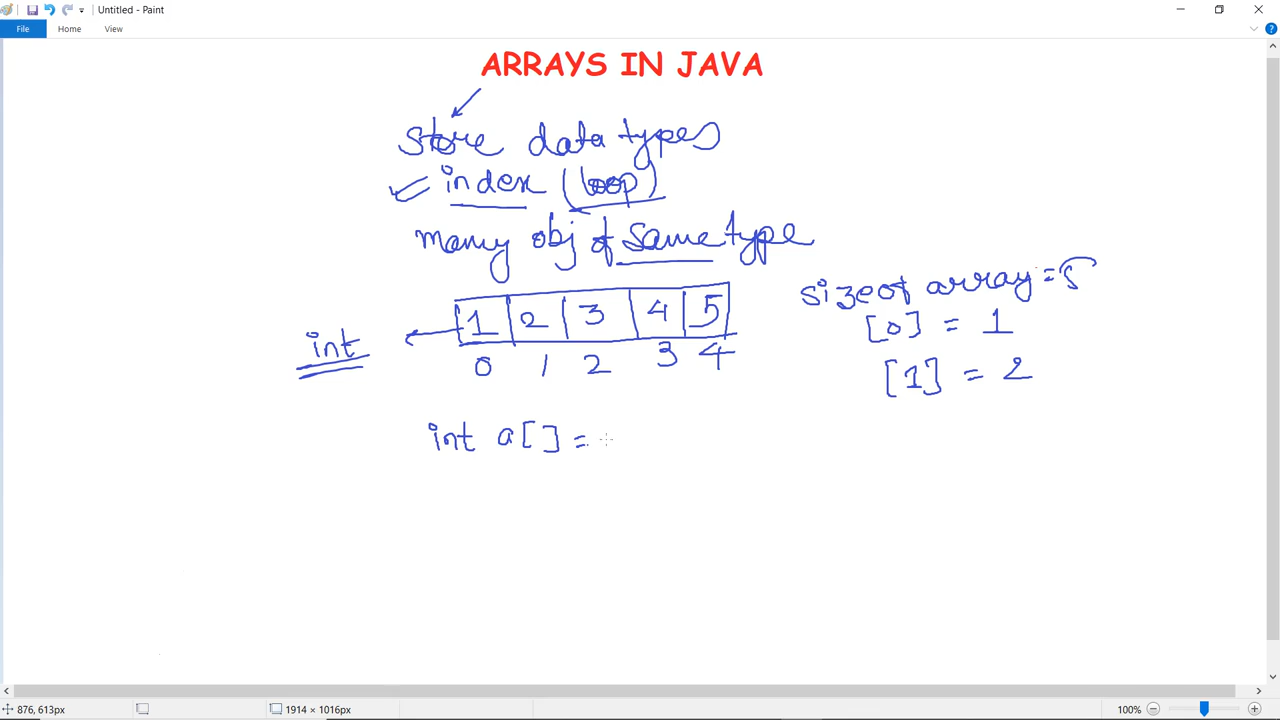 Untitled - Paint
File Home View
ARRAYS IN JAVA
store data types
index (loop)
many obj of same type
size of array = 5
1 2 3 4 5
[0] = 1
int
0 1 2 3 4
[1] = 2
int a[] =
876, 613px
1914 × 1016px
100%